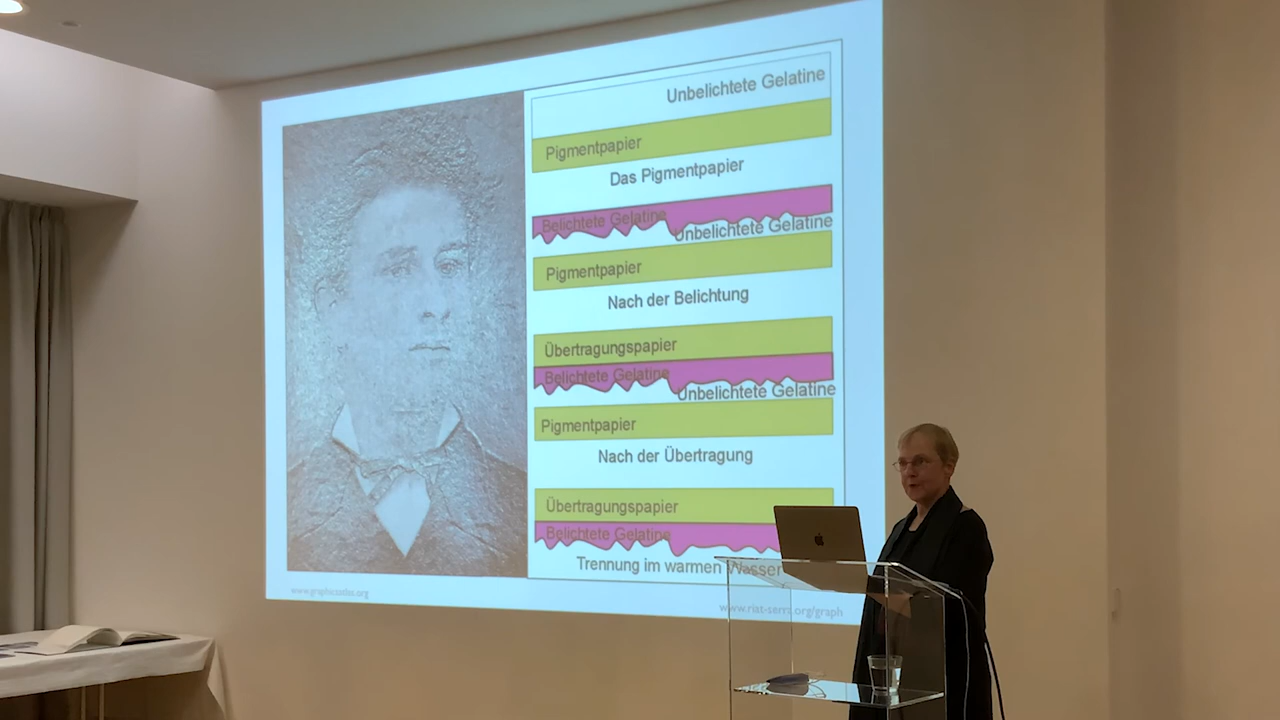 Unbelichtete Gelatine
Pigmentpapier
Das Pigmentpapier
Belichtete Gelatine
Unbelichtete Gelatine
Pigmentpapier
Nach der Belichtung
Übertragungspapier
Belichtete Gelatine
Unbelichtete Gelatine
Pigmentpapier
Nach der Übertragung
Übertragungspapier
Belichtete Gelatine
Trennung im warmen Wasser
www.graphicsatlas.org
www.riat-serra.org/graph